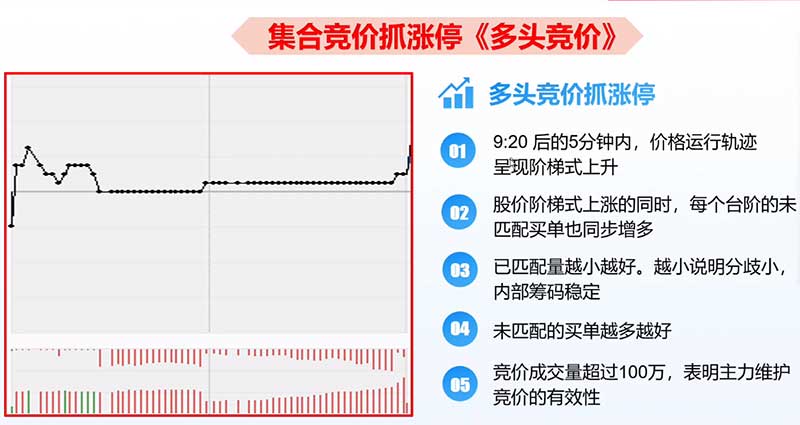 集合竞价抓涨停《多头竞价》
多头竞价抓涨停
01
9:20 后的5分钟内，价格运行轨迹
呈现阶梯式上升
02
股价阶梯式上涨的同时，每个台阶的未
匹配买单也同步增多
03
已匹配量越小越好。越小说明分歧小，
内部筹码稳定
04
未匹配的买单越多越好
05
竞价成交量超过100万，表明主力维护
竞价的有效性